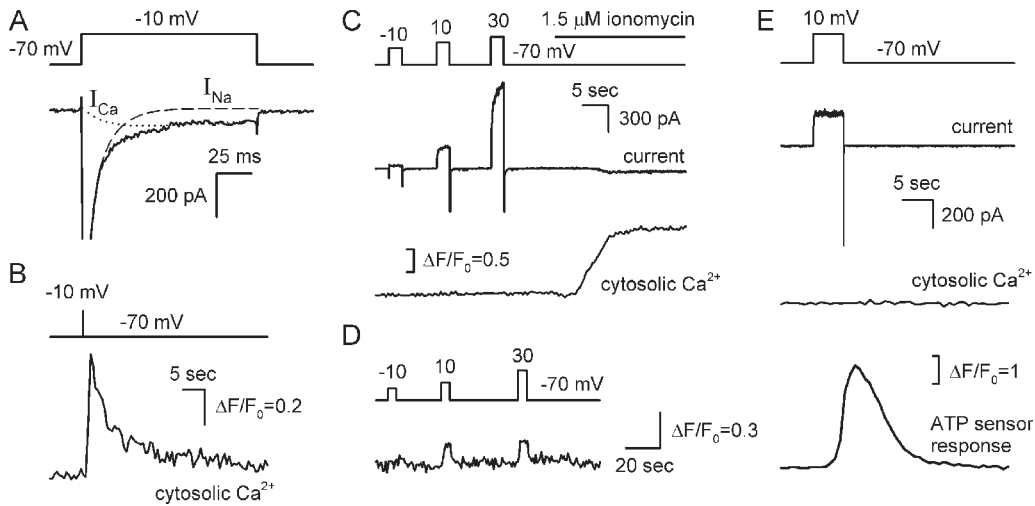 A
-10 mV
-70 mV
I_Ca
I_Na
25 ms
200 pA
B
-10 mV
-70 mV
5 sec
ΔF/F₀=0.2
cytosolic Ca²⁺
C
-10 10 30
1.5 μM ionomycin
-70 mV
5 sec
300 pA
current
ΔF/F₀=0.5
cytosolic Ca²⁺
D
-10 10 30
-70 mV
ΔF/F₀=0.3
20 sec
E
10 mV
-70 mV
current
5 sec
200 pA
cytosolic Ca²⁺
ΔF/F₀=1
ATP sensor
response